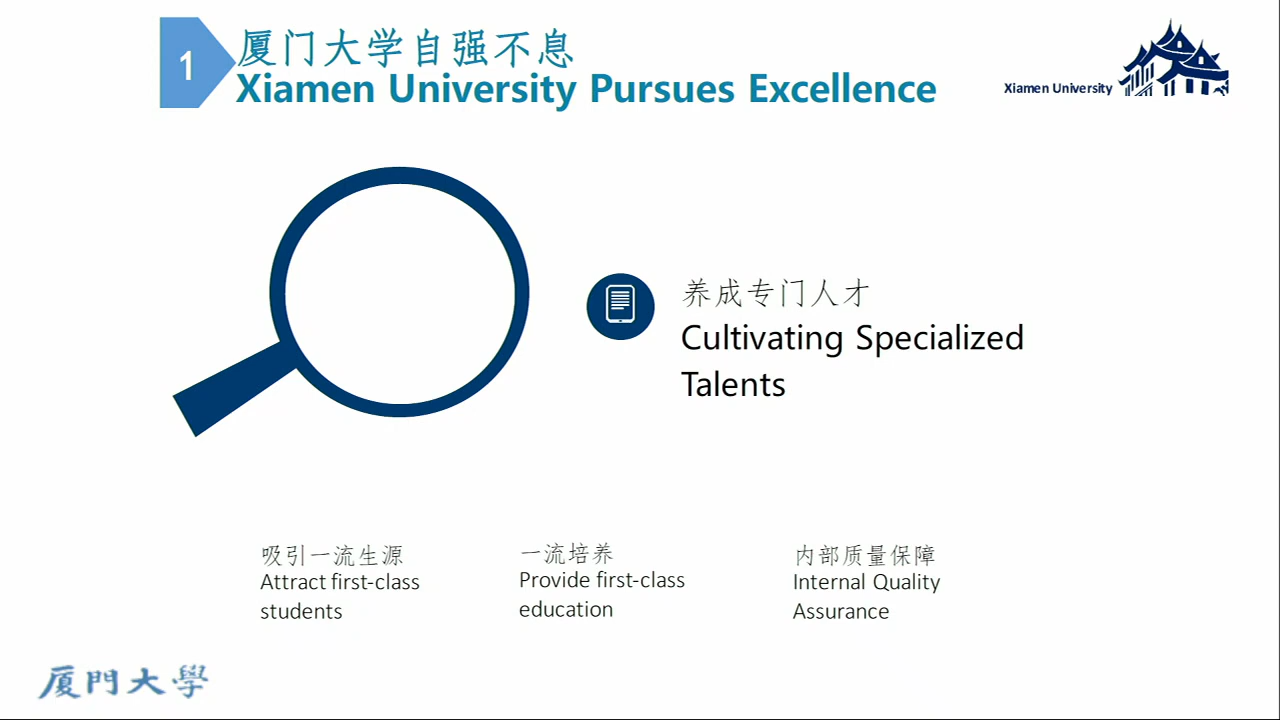 1
厦门大学自强不息
Xiamen University Pursues Excellence
Xiamen University
养成专门人才
Cultivating Specialized
Talents
吸引一流生源
Attract first-class
students
一流培养
Provide first-class
education
内部质量保障
Internal Quality
Assurance
厦門大學